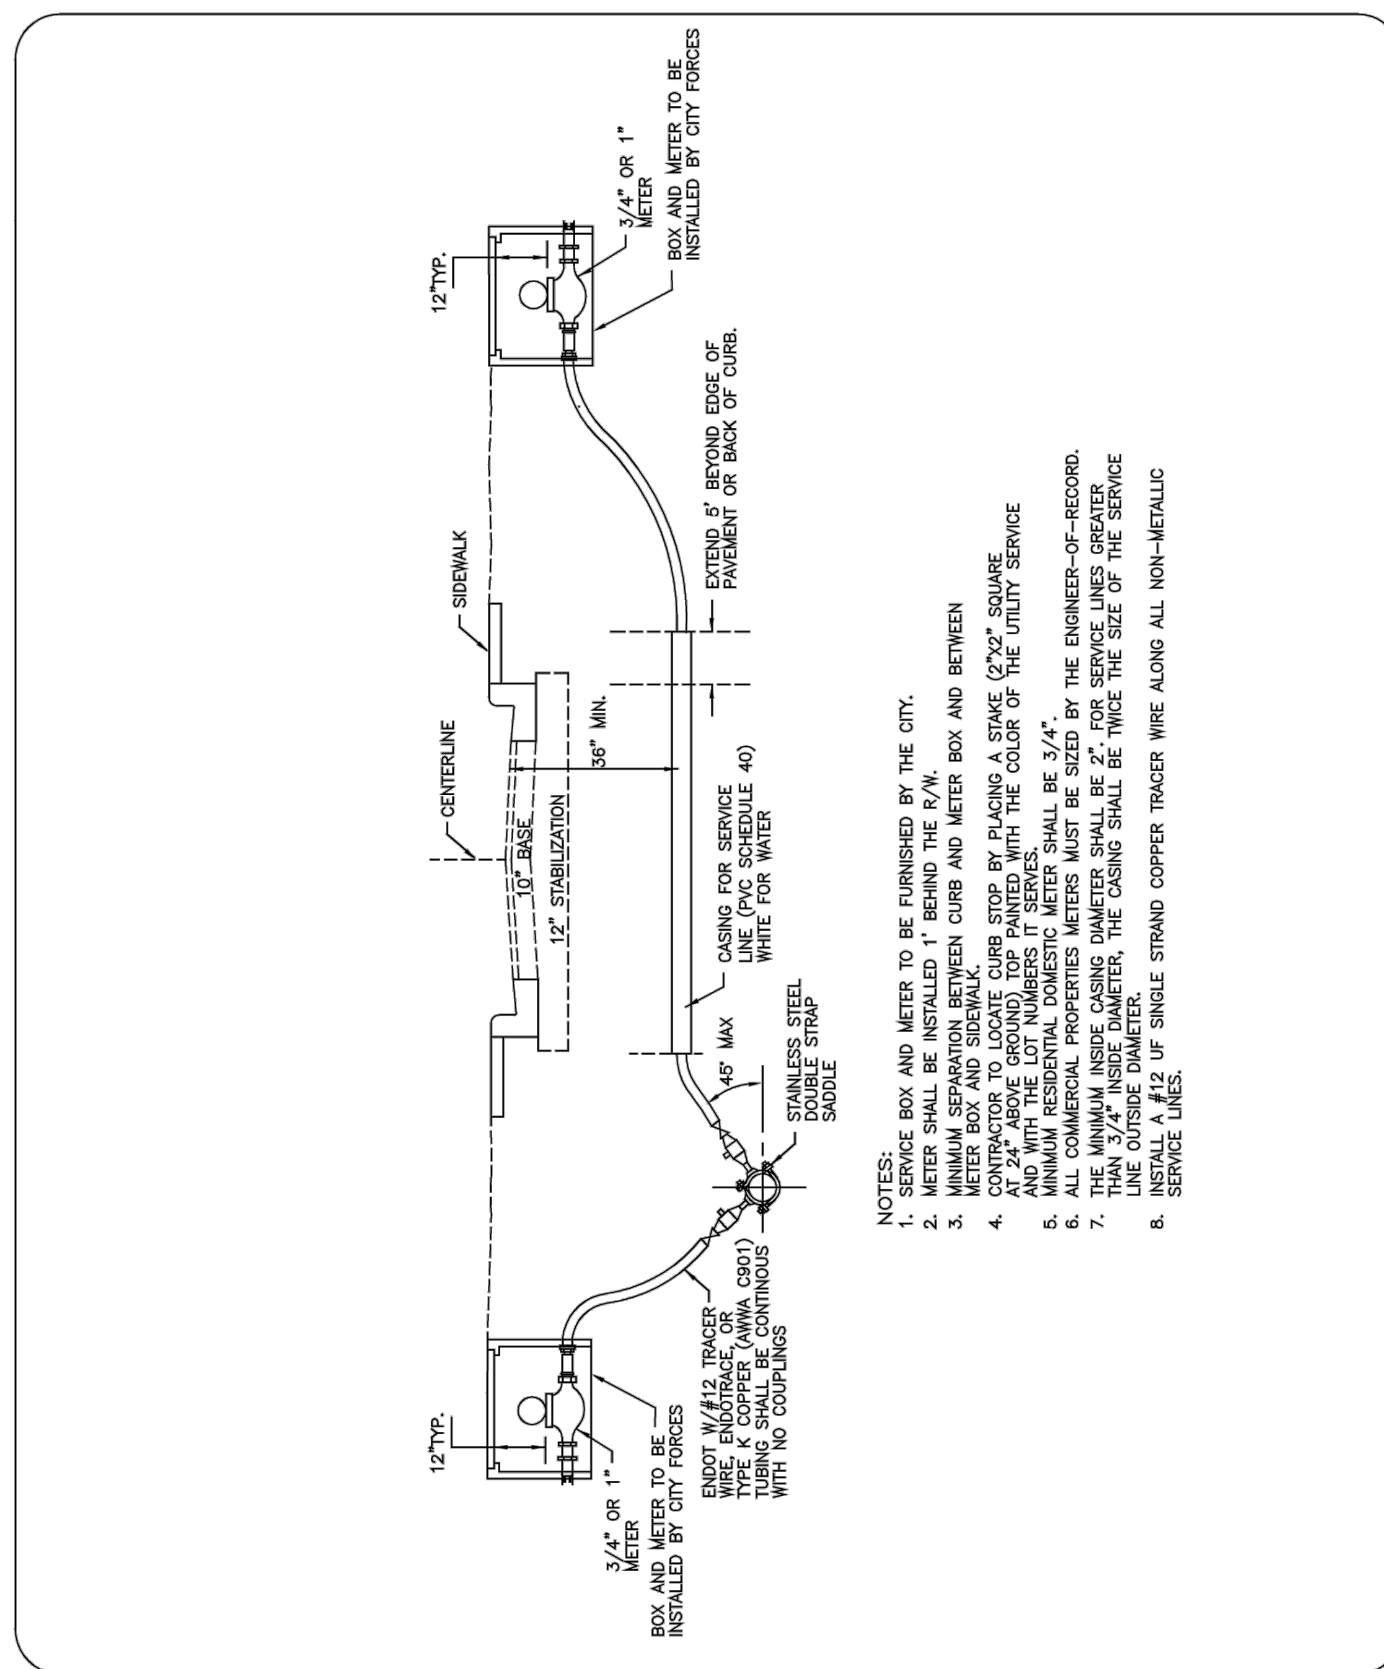 12"TYP.
3/4" OR 1"
METER
BOX AND METER TO BE
INSTALLED BY CITY FORCES
ENDOT W/#12 TRACER
WIRE, ENDOTRACE, OR
TYPE K COPPER (AWWA C901)
TUBING SHALL BE CONTINOUS
WITH NO COUPLINGS
STAINLESS STEEL
DOUBLE STRAP
SADDLE
45° MAX
CASING FOR SERVICE
LINE (PVC SCHEDULE 40)
WHITE FOR WATER
CENTERLINE
10" BASE
12" STABILIZATION
36" MIN.
SIDEWALK
EXTEND 5' BEYOND EDGE OF
PAVEMENT OR BACK OF CURB.
12"TYP.
3/4" OR 1"
METER
BOX AND METER TO BE
INSTALLED BY CITY FORCES
NOTES:
1. SERVICE BOX AND METER TO BE FURNISHED BY THE CITY.
2. METER SHALL BE INSTALLED 1' BEHIND THE R/W.
3. MINIMUM SEPARATION BETWEEN CURB AND METER BOX AND BETWEEN
METER BOX AND SIDEWALK.
4. CONTRACTOR TO LOCATE CURB STOP BY PLACING A STAKE (2"X2" SQUARE
AT 24" ABOVE GROUND) TOP PAINTED WITH THE COLOR OF THE UTILITY SERVICE
AND WITH THE LOT NUMBERS IT SERVES.
5. MINIMUM RESIDENTIAL DOMESTIC METER SHALL BE 3/4".
6. ALL COMMERCIAL PROPERTIES METERS MUST BE SIZED BY THE ENGINEER-OF-RECORD.
7. THE MINIMUM INSIDE CASING DIAMETER SHALL BE 2". FOR SERVICE LINES GREATER
THAN 3/4" INSIDE DIAMETER, THE CASING SHALL BE TWICE THE SIZE OF THE SERVICE
LINE OUTSIDE DIAMETER.
8. INSTALL A #12 UF SINGLE STRAND COPPER TRACER WIRE ALONG ALL NON-METALLIC
SERVICE LINES.